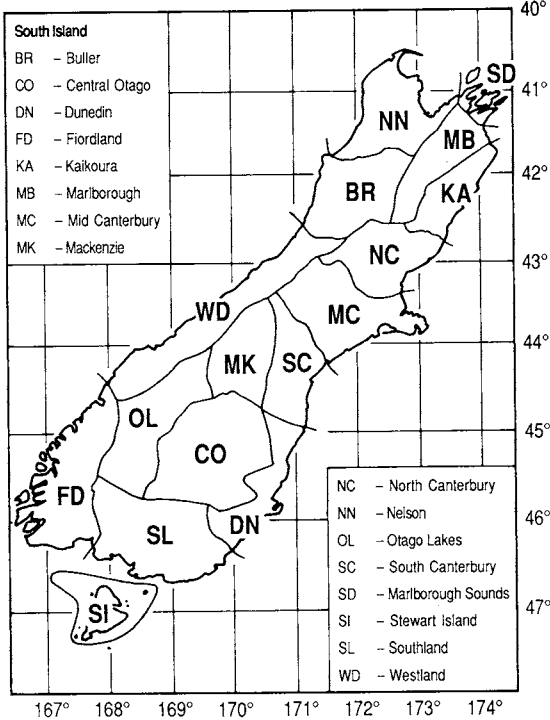 South Island
BR – Buller
CO – Central Otago
DN – Dunedin
FD – Fiordland
KA – Kaikoura
MB – Marlborough
MC – Mid Canterbury
MK – Mackenzie
40°
SD
41°
NN
MB
42°
BR
KA
NC
43°
WD
MC
44°
MK
SC
OL
45°
CO
FD
SL
DN
46°
SI
47°
NC – North Canterbury
NN – Nelson
OL – Otago Lakes
SC – South Canterbury
SD – Marlborough Sounds
SI – Stewart Island
SL – Southland
WD – Westland
167° 168° 169° 170° 171° 172° 173° 174°